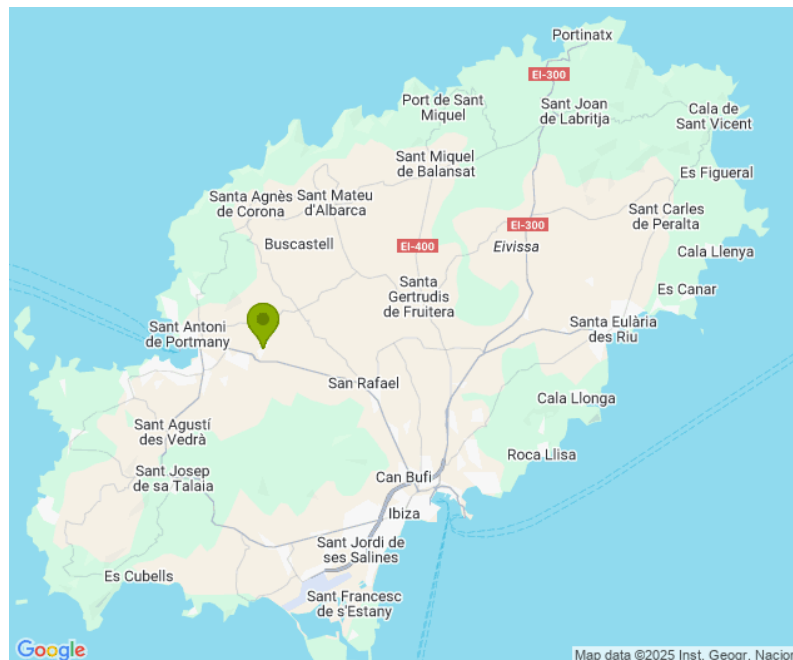 Portinatx
EI-300
Port de Sant
Miquel
Sant Joan
de Labritja
Cala de
Sant Vicent
Sant Miquel
de Balansat
Es Figueral
Santa Agnès
de Corona
Sant Mateu
d'Albarca
Sant Carles
de Peralta
EI-300
Buscastell
EI-400
Eivissa
Cala Llenya
Santa
Gertrudis
de Fruitera
Es Canar
Sant Antoni
de Portmany
Santa Eulària
des Riu
San Rafael
Cala Llonga
Sant Agustí
des Vedrà
Roca Llisa
Sant Josep
de sa Talaia
Can Bufi
Ibiza
Sant Jordi de
ses Salines
Es Cubells
Sant Francesc
de s'Estany
Google
Map data ©2025 Inst. Geogr. Nacion